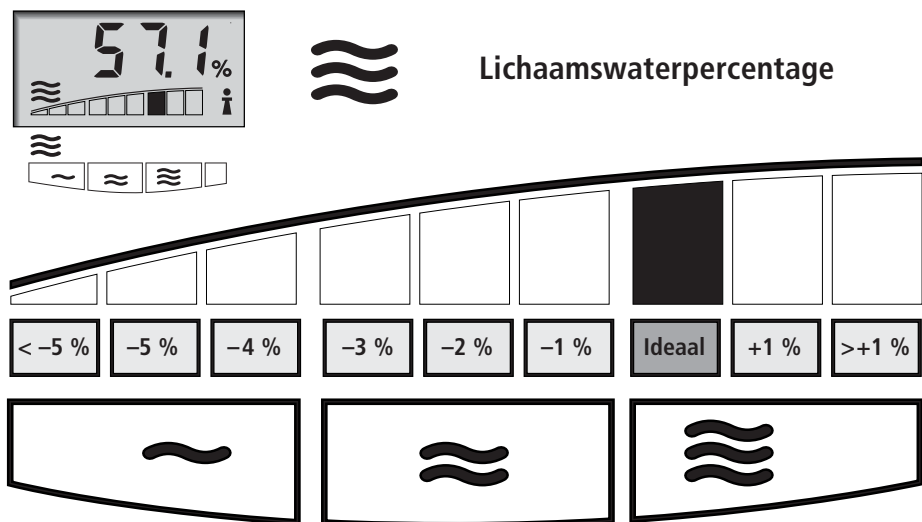 57.1%
Lichaamswaterpercentage
< –5 % –5 % –4 % –3 % –2 % –1 % Ideaal +1 % >+1 %